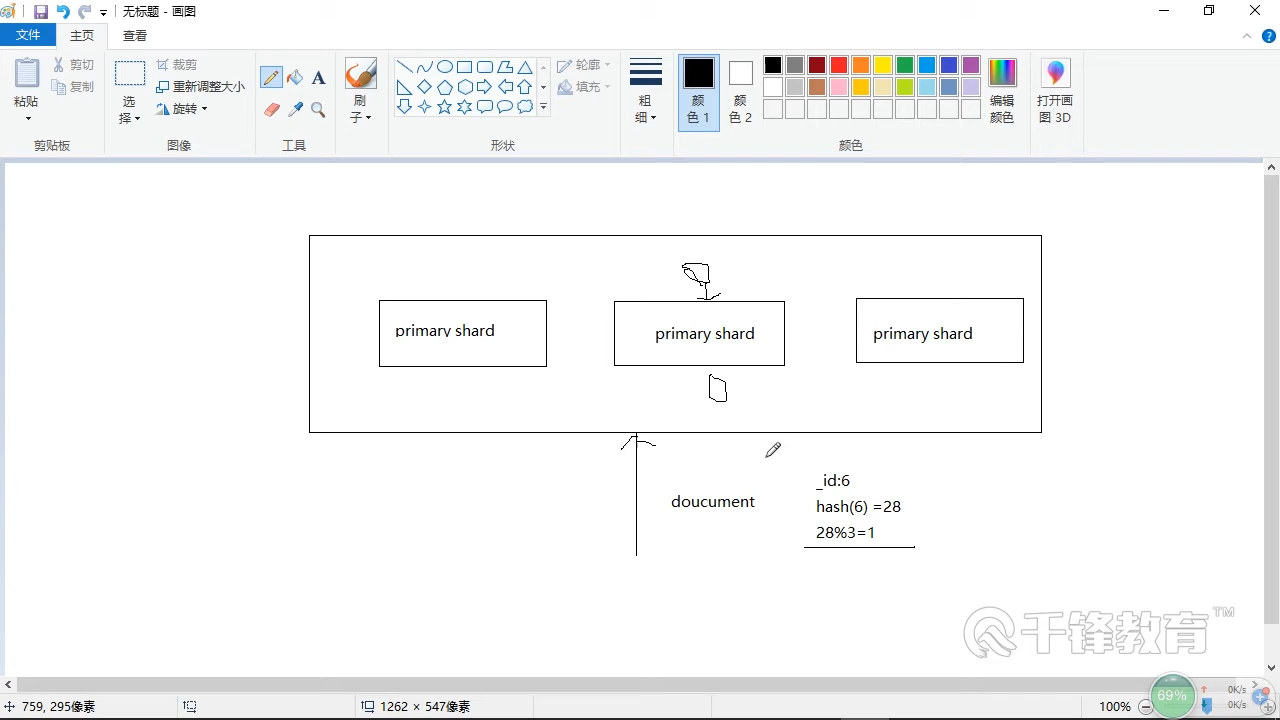 无标题 - 画图
文件 主页 查看
粘贴
剪切
复制
剪贴板
选择
裁剪
重新调整大小
旋转
图像
工具
刷子
形状
轮廓
填充
粗细
颜色 1
颜色 2
颜色
编辑颜色
打开画图 3D
primary shard
primary shard
primary shard
_id:6
hash(6) =28
28%3=1
doucument
千锋教育™
759, 295像素
1262 × 547像素
100%
69%
0K/s
0K/s